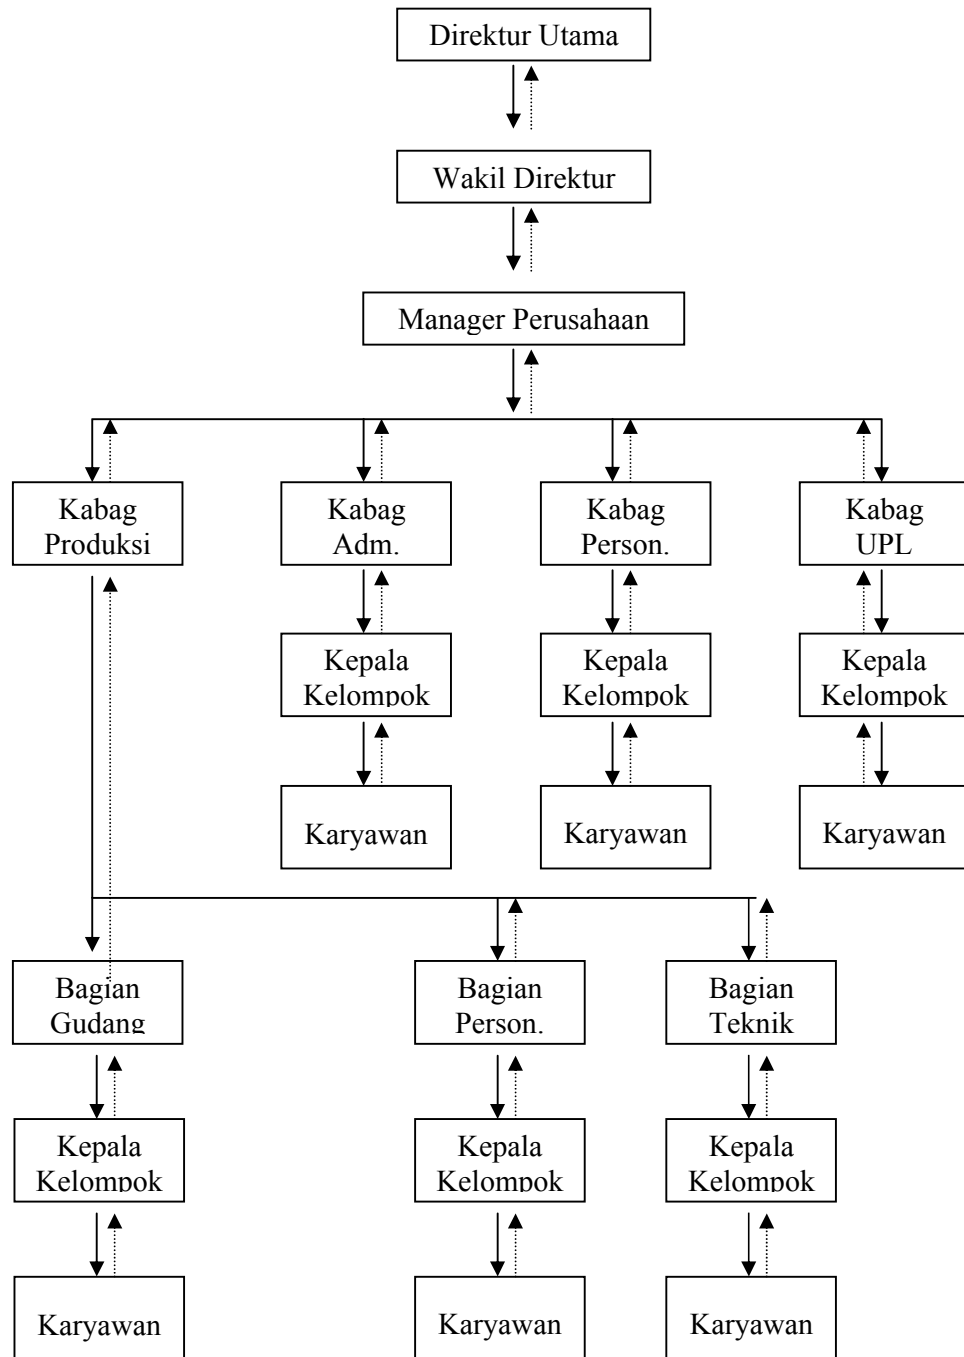 Direktur Utama
Wakil Direktur
Manager Perusahaan
Kabag
Produksi
Kabag
Adm.
Kabag
Person.
Kabag
UPL
Kepala
Kelompok
Kepala
Kelompok
Kepala
Kelompok
Karyawan
Karyawan
Karyawan
Bagian
Gudang
Bagian
Person.
Bagian
Teknik
Kepala
Kelompok
Kepala
Kelompok
Kepala
Kelompok
Karyawan
Karyawan
Karyawan